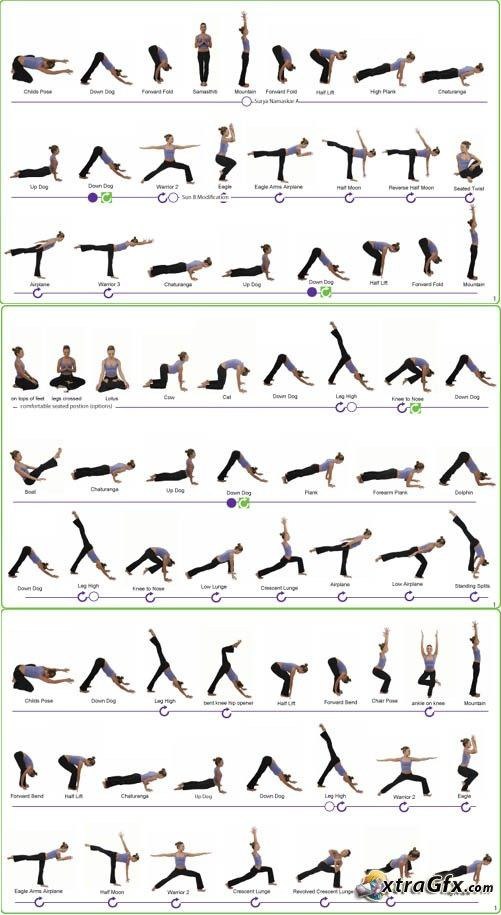 Childs Pose Down Dog Forward Fold Samasthiti Mountain Forward Fold Half Lift High Plank Chaturanga
Surya Namaskar A
Up Dog Down Dog Warrior 2 Eagle Eagle Arms Airplane Half Moon Reverse Half Moon Seated Twist
Sun B Modification
Airplane Warrior 3 Chaturanga Up Dog Down Dog Half Lift Forward Fold Mountain
1
on tops of feet legs crossed Lotus Cow Cat Down Dog Leg High Knee to Nose Down Dog
comfortable seated postion (options)
Boat Chaturanga Up Dog Down Dog Plank Forearm Plank Dolphin
Down Dog Leg High Knee to Nose Low Lunge Crescent Lunge Airplane Low Airplane Standing Splits
1
Childs Pose Down Dog Leg High bent knee hip opener Half Lift Forward Bend Chair Pose ankle on knee Mountain
Forward Bend Half Lift Chaturanga Up Dog Down Dog Leg High Warrior 2 Eagle
Eagle Arms Airplane Half Moon Warrior 2 Crescent Lunge Revolved Crescent Lunge
xtraGfx.com
1